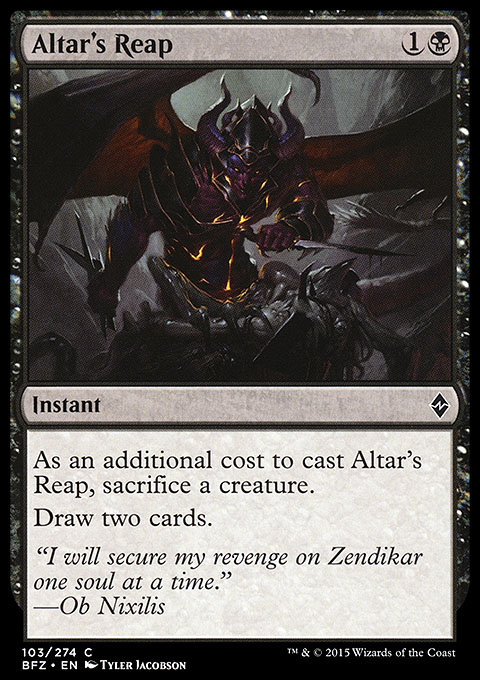 Altar's Reap 1
Instant
As an additional cost to cast Altar's
Reap, sacrifice a creature.
Draw two cards.
“I will secure my revenge on Zendikar
one soul at a time.”
—Ob Nixilis
103/274 C
BFZ • EN Tyler Jacobson
™ & © 2015 Wizards of the Coast